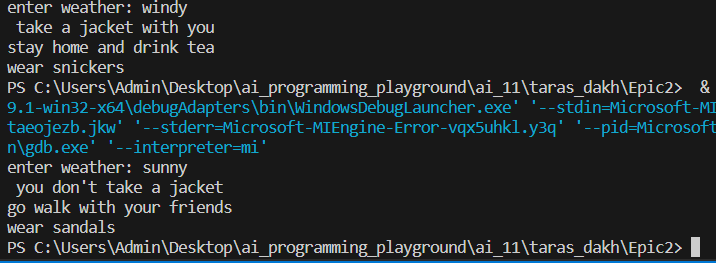 enter weather: windy
 take a jacket with you
stay home and drink tea
wear snickers
PS C:\Users\Admin\Desktop\ai_programming_playground\ai_11\taras_dakh\Epic2>  &
9.1-win32-x64\debugAdapters\bin\WindowsDebugLauncher.exe' '--stdin=Microsoft-MI
taeojezb.jkw' '--stderr=Microsoft-MIEngine-Error-vqx5uhkl.y3q' '--pid=Microsoft
n\gdb.exe' '--interpreter=mi'
enter weather: sunny
 you don't take a jacket
go walk with your friends
wear sandals
PS C:\Users\Admin\Desktop\ai_programming_playground\ai_11\taras_dakh\Epic2>